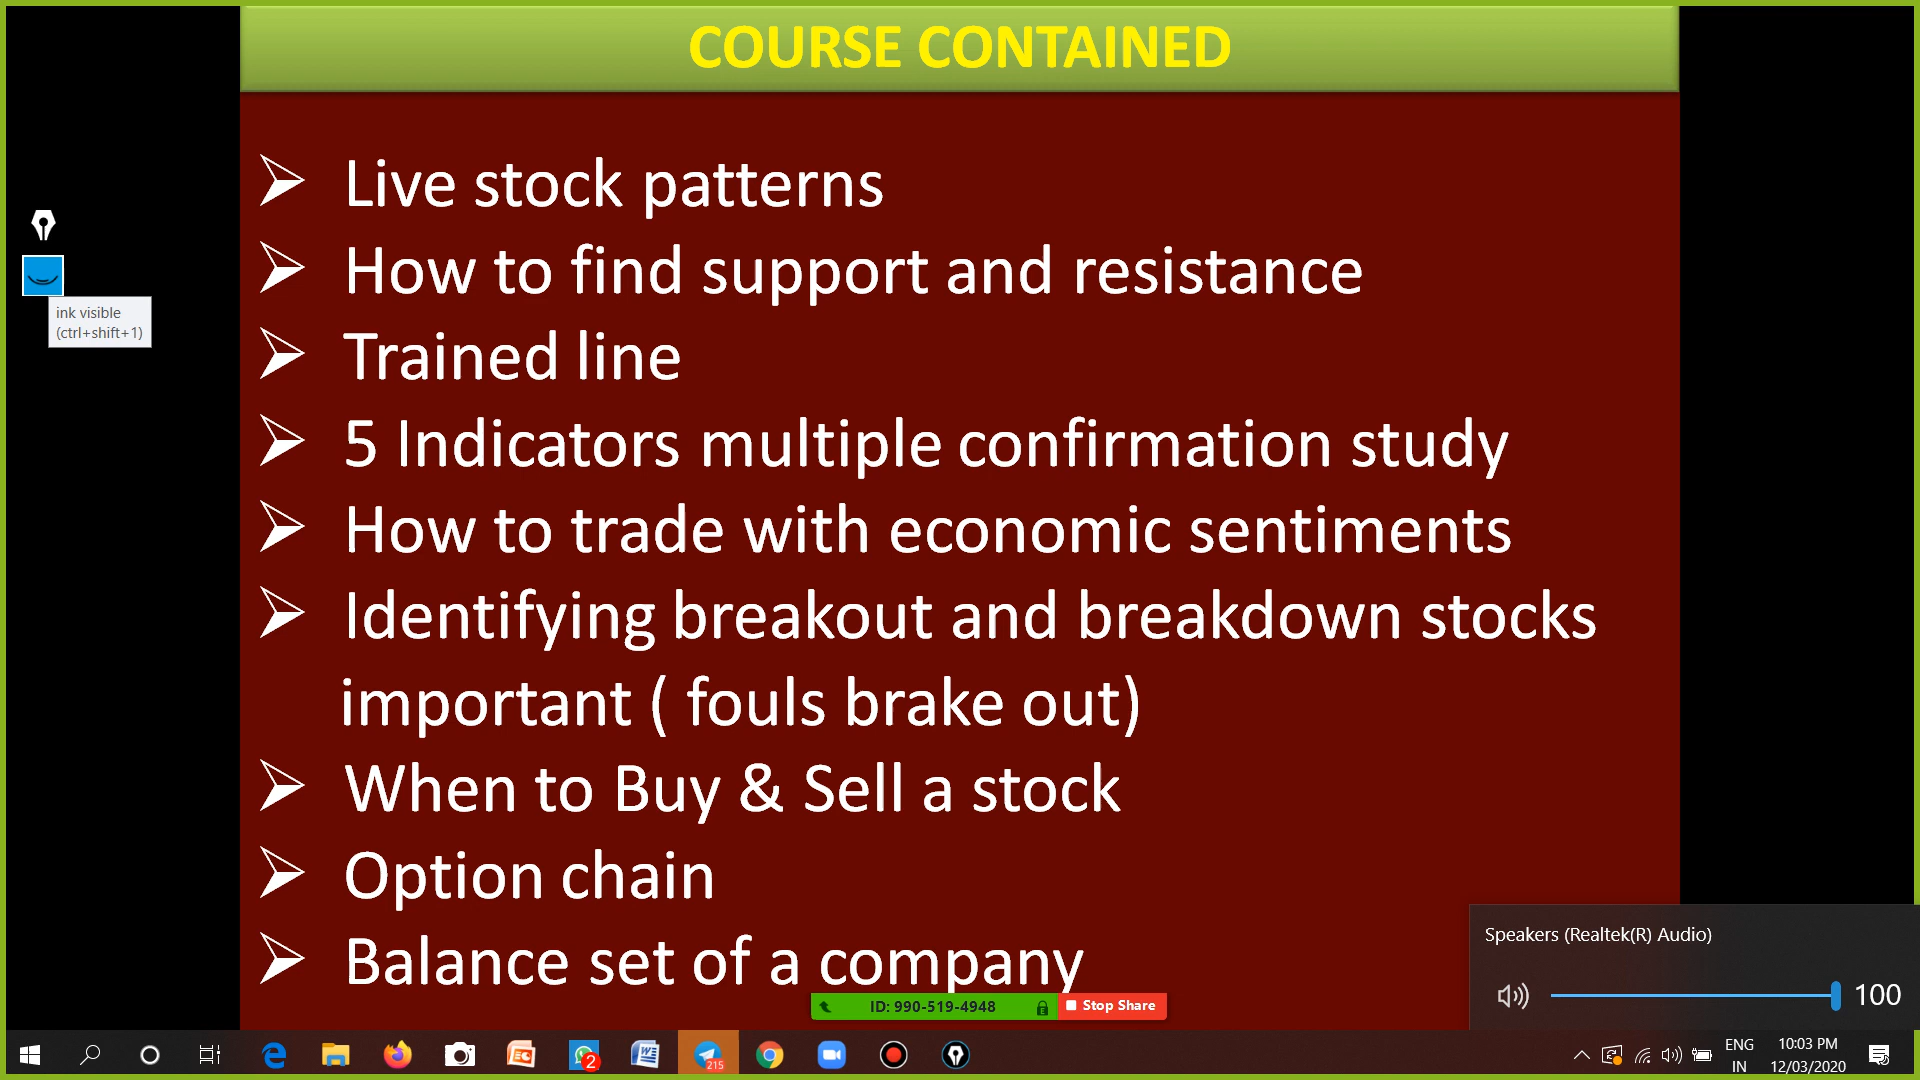 COURSE CONTAINED
Live stock patterns
How to find support and resistance
Trained line
5 Indicators multiple confirmation study
How to trade with economic sentiments
Identifying breakout and breakdown stocks
important ( fouls brake out)
When to Buy & Sell a stock
Option chain
Balance set of a company
ink visible
(ctrl+shift+1)
Speakers (Realtek(R) Audio)
100
ID: 990-519-4948
Stop Share
2
215
ENG
IN
10:03 PM
12/03/2020